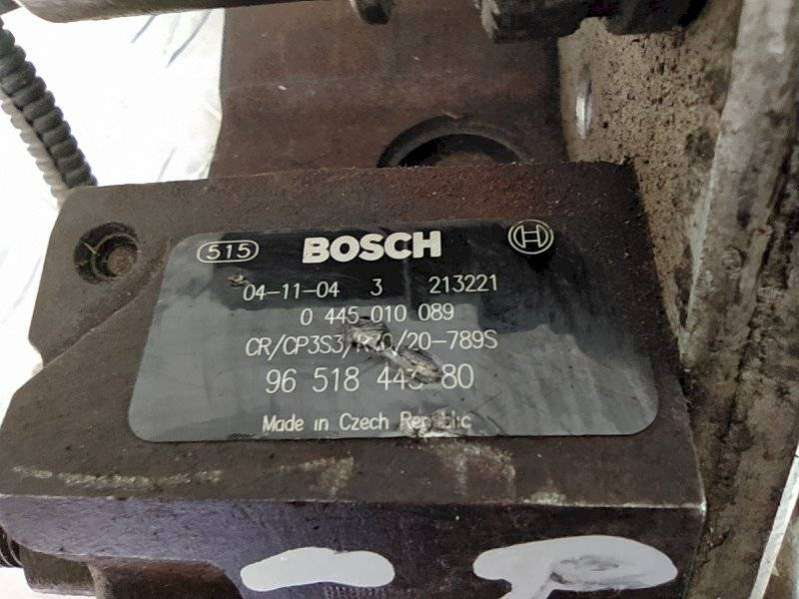 515 BOSCH
04-11-04 3 213221
0 445 010 089
CR/CP3S3/R70/20-789S
96 518 443 80
Made in Czech Republic